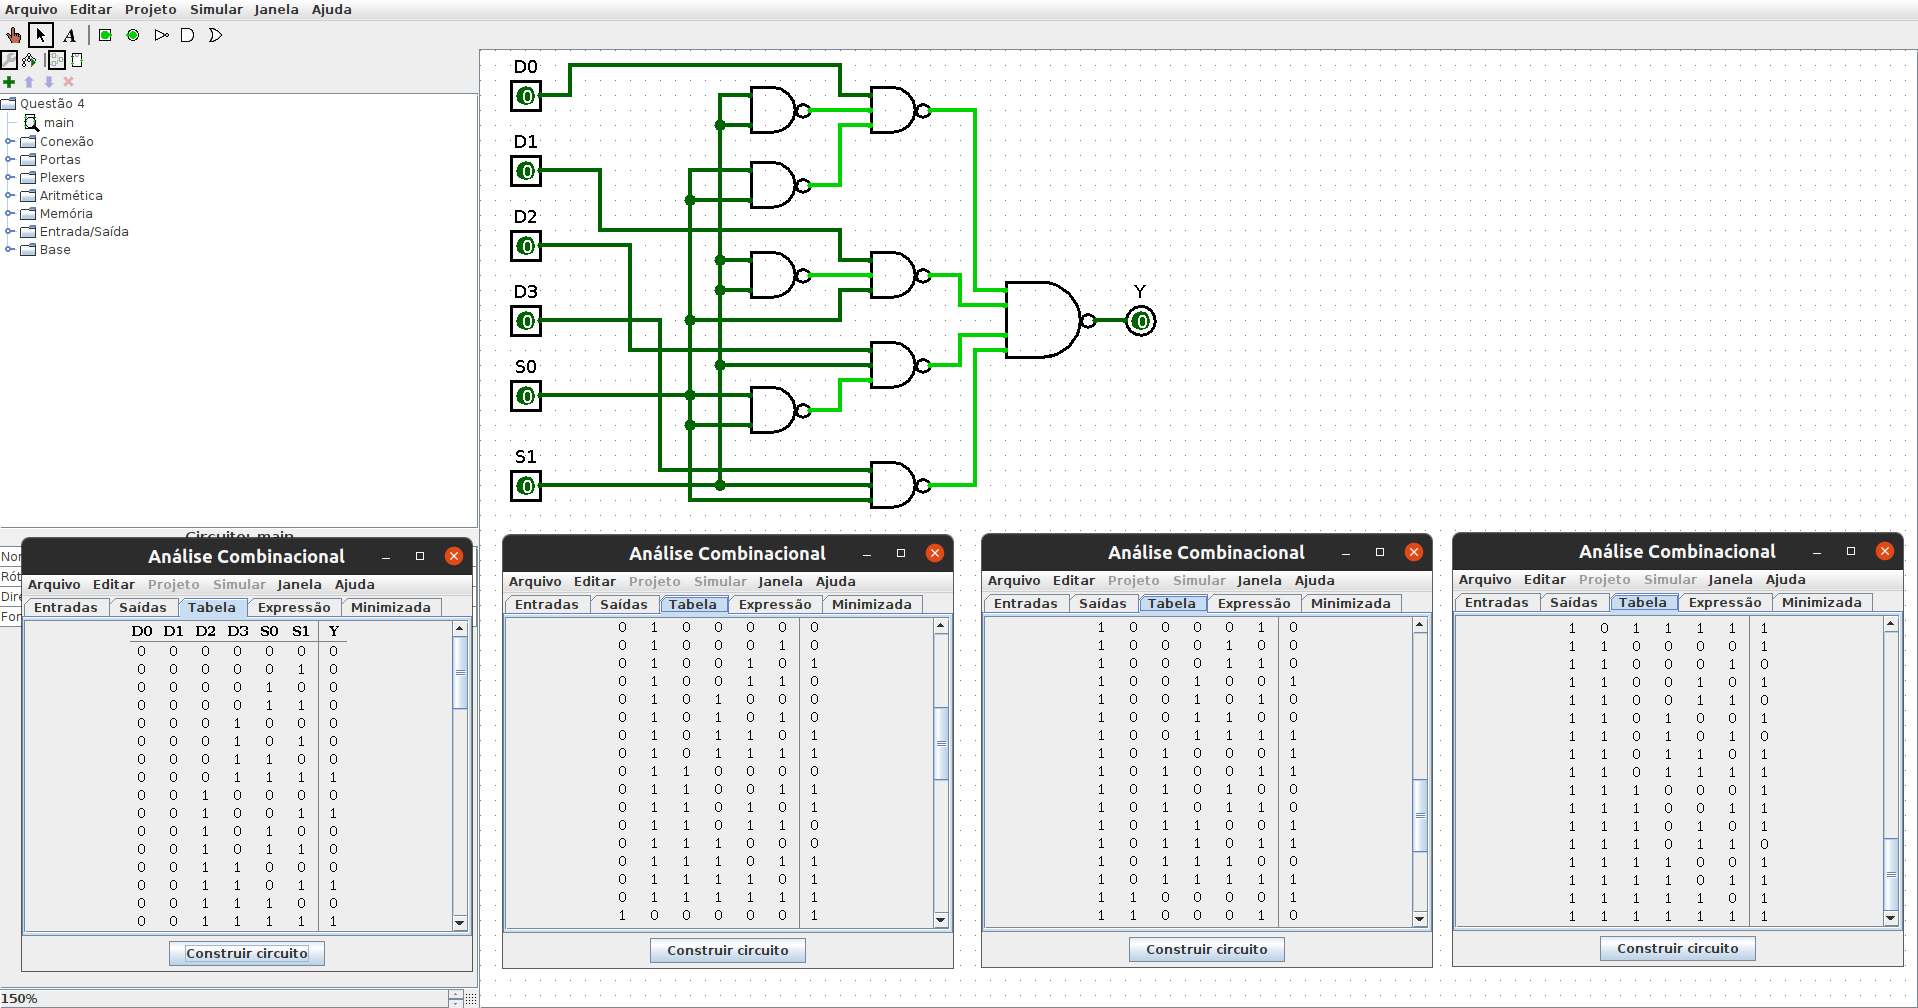 Arquivo Editar Projeto Simular Janela Ajuda
A
Questão 4
main
Conexão
Portas
Plexers
Aritmética
Memória
Entrada/Saída
Base
D0
0
D1
0
D2
0
D3
0
S0
0
S1
0
Y
0
Circuito: main
Nor
Rót
Dire
For
150%
Análise Combinacional
Arquivo Editar Projeto Simular Janela Ajuda
Entradas Saídas Tabela Expressão Minimizada
D0 D1 D2 D3 S0 S1 Y
0 0 0 0 0 0 0
0 0 0 0 0 1 0
0 0 0 0 1 0 0
0 0 0 0 1 1 0
0 0 0 1 0 0 0
0 0 0 1 0 1 0
0 0 0 1 1 0 0
0 0 0 1 1 1 1
0 0 1 0 0 0 0
0 0 1 0 0 1 1
0 0 1 0 1 0 0
0 0 1 0 1 1 0
0 0 1 1 0 0 0
0 0 1 1 0 1 1
0 0 1 1 1 0 0
0 0 1 1 1 1 1
Construir circuito
Análise Combinacional
Arquivo Editar Projeto Simular Janela Ajuda
Entradas Saídas Tabela Expressão Minimizada
0 1 0 0 0 0 0
0 1 0 0 0 1 0
0 1 0 0 1 0 1
0 1 0 0 1 1 0
0 1 0 1 0 0 0
0 1 0 1 0 1 0
0 1 0 1 1 0 1
0 1 0 1 1 1 1
0 1 1 0 0 0 0
0 1 1 0 0 1 1
0 1 1 0 1 0 1
0 1 1 0 1 1 0
0 1 1 1 0 0 0
0 1 1 1 0 1 1
0 1 1 1 1 0 1
0 1 1 1 1 1 1
1 0 0 0 0 0 1
Construir circuito
Análise Combinacional
Arquivo Editar Projeto Simular Janela Ajuda
Entradas Saídas Tabela Expressão Minimizada
1 0 0 0 0 1 0
1 0 0 0 1 0 0
1 0 0 0 1 1 0
1 0 0 1 0 0 1
1 0 0 1 0 1 0
1 0 0 1 1 0 0
1 0 0 1 1 1 1
1 0 1 0 0 0 1
1 0 1 0 0 1 1
1 0 1 0 1 0 0
1 0 1 0 1 1 0
1 0 1 1 0 0 1
1 0 1 1 0 1 1
1 0 1 1 1 0 0
1 0 1 1 1 1 1
1 1 0 0 0 0 1
1 1 0 0 0 1 0
Construir circuito
Análise Combinacional
Arquivo Editar Projeto Simular Janela Ajuda
Entradas Saídas Tabela Expressão Minimizada
1 0 1 1 1 1 1
1 1 0 0 0 0 1
1 1 0 0 0 1 0
1 1 0 0 1 0 1
1 1 0 0 1 1 0
1 1 0 1 0 0 1
1 1 0 1 0 1 0
1 1 0 1 1 0 1
1 1 0 1 1 1 1
1 1 1 0 0 0 1
1 1 1 0 0 1 1
1 1 1 0 1 0 1
1 1 1 0 1 1 0
1 1 1 1 0 0 1
1 1 1 1 0 1 1
1 1 1 1 1 0 1
1 1 1 1 1 1 1
Construir circuito